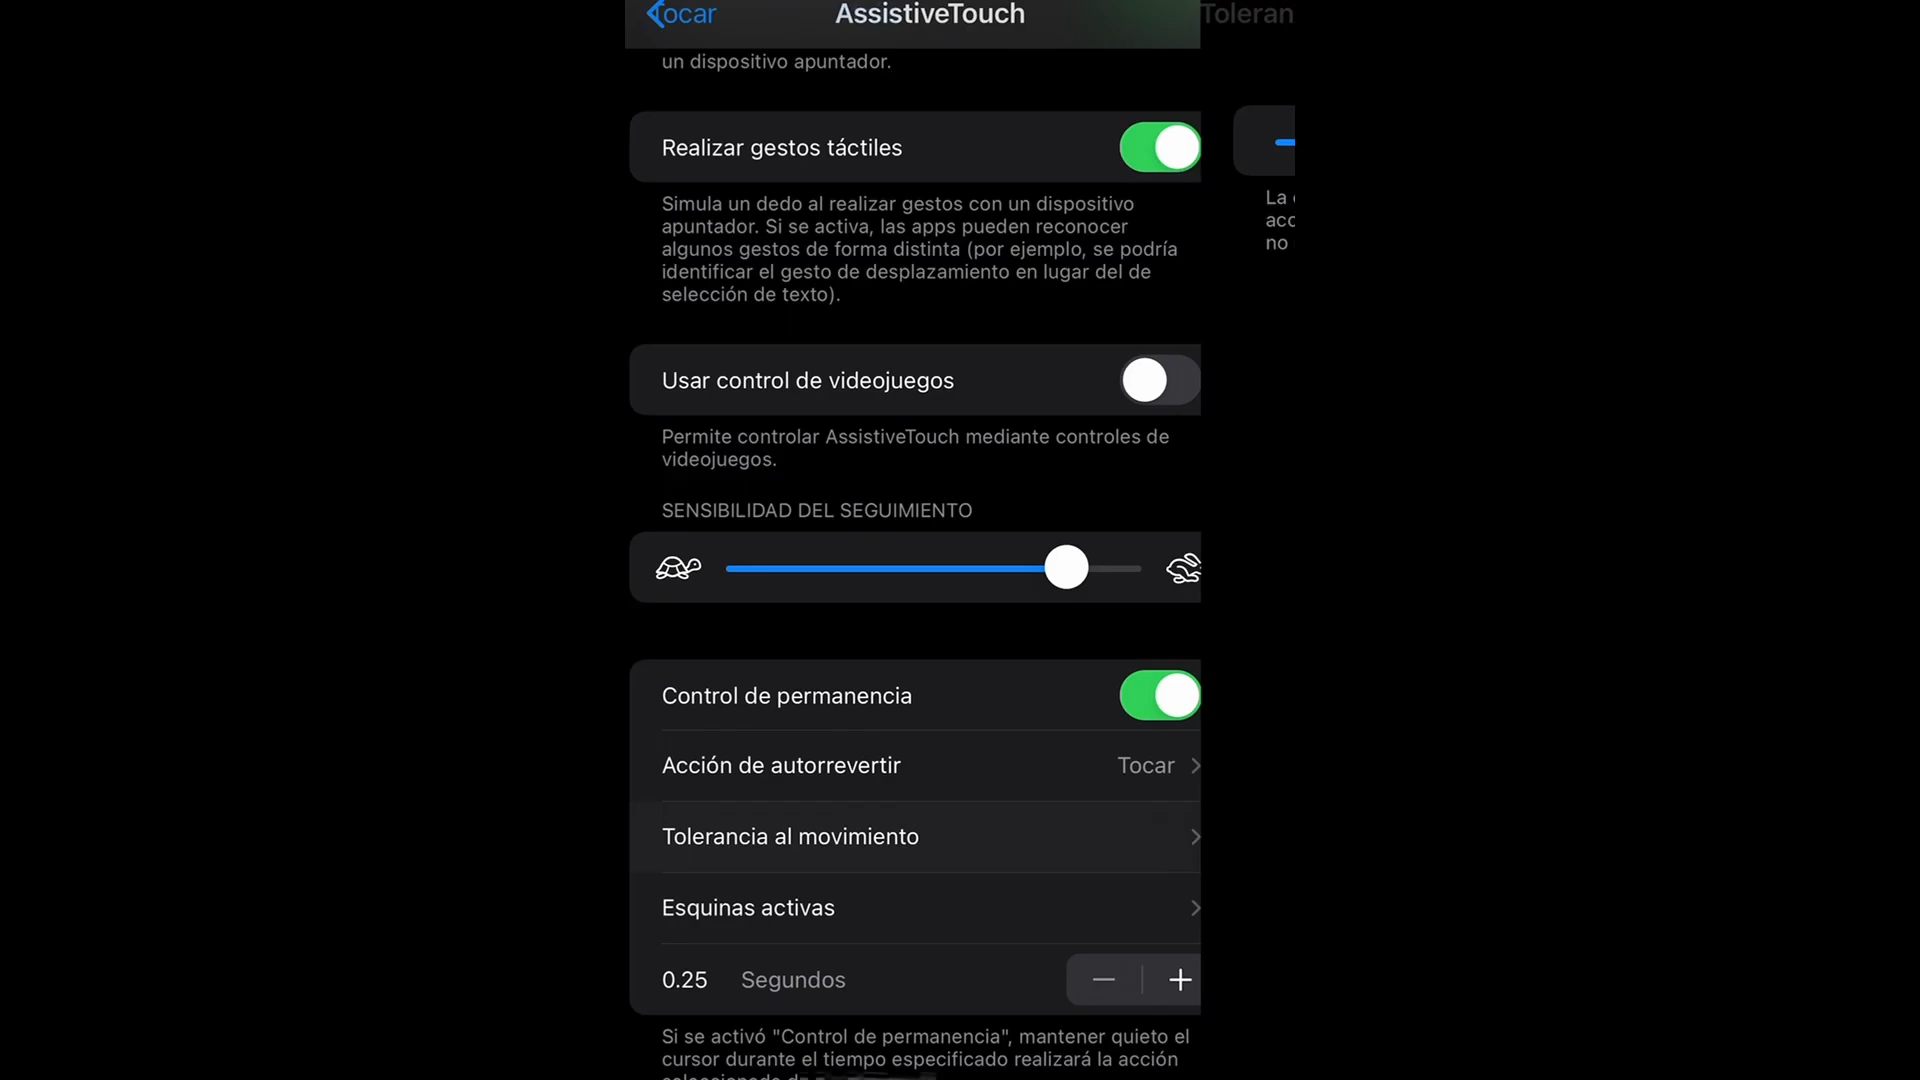 Tocar
AssistiveTouch
Toleran
un dispositivo apuntador.
Realizar gestos táctiles
Simula un dedo al realizar gestos con un dispositivo
apuntador. Si se activa, las apps pueden reconocer
algunos gestos de forma distinta (por ejemplo, se podría
identificar el gesto de desplazamiento en lugar del de
selección de texto).
La
acc
no
Usar control de videojuegos
Permite controlar AssistiveTouch mediante controles de
videojuegos.
SENSIBILIDAD DEL SEGUIMIENTO
Control de permanencia
Acción de autorrevertir Tocar
Tolerancia al movimiento
Esquinas activas
0.25 Segundos
Si se activó "Control de permanencia", mantener quieto el
cursor durante el tiempo especificado realizará la acción